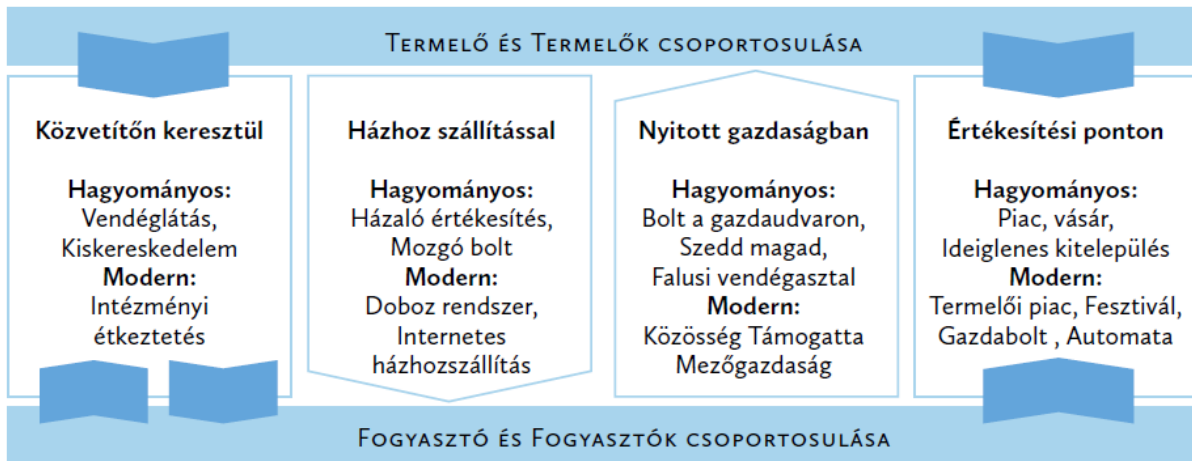 Termelő és Termelők csoportosulása
Közvetítőn keresztül
Hagyományos:
Vendéglátás,
Kiskereskedelem
Modern:
Intézményi
étkeztetés
Házhoz szállítással
Hagyományos:
Házaló értékesítés,
Mozgó bolt
Modern:
Doboz rendszer,
Internetes
házhozszállítás
Nyitott gazdaságban
Hagyományos:
Bolt a gazdaudvaron,
Szedd magad,
Falusi vendégasztal
Modern:
Közösség Támogatta
Mezőgazdaság
Értékesítési ponton
Hagyományos:
Piac, vásár,
Ideiglenes kitelepülés
Modern:
Termelői piac, Fesztivál,
Gazdabolt , Automata
Fogyasztó és Fogyasztók csoportosulása